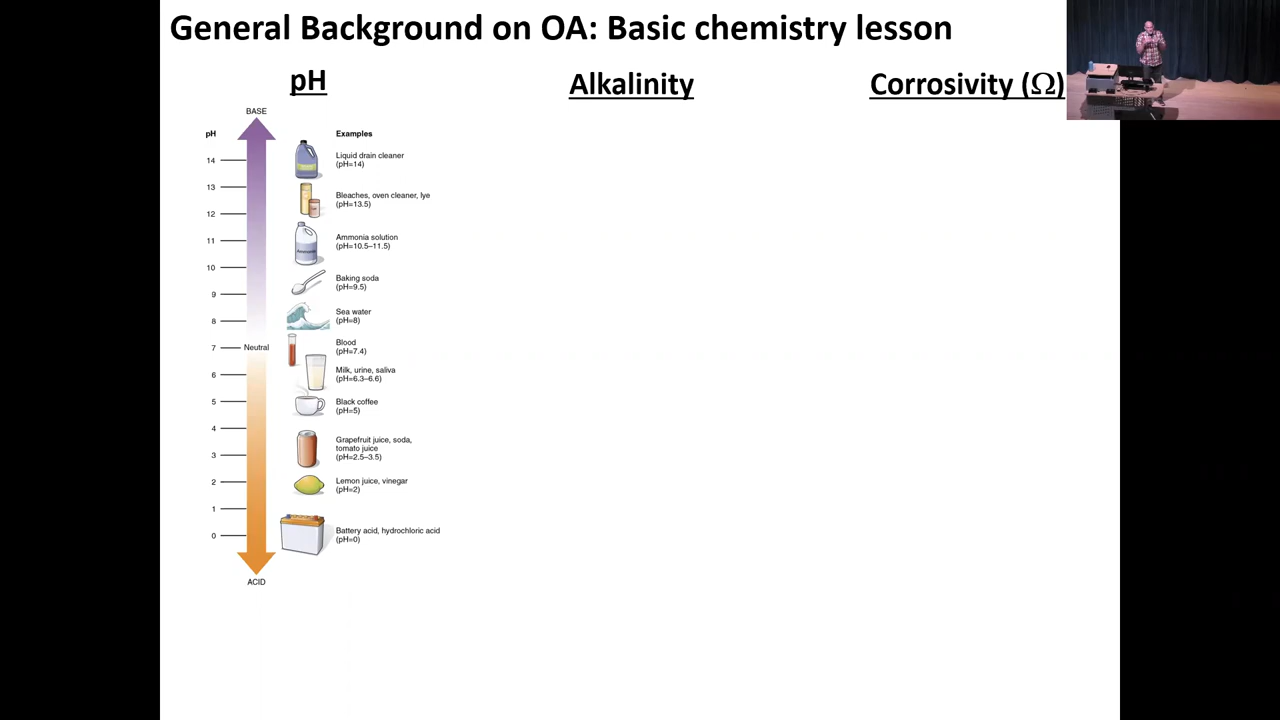 General Background on OA: Basic chemistry lesson
pH
Alkalinity
Corrosivity (Ω)
BASE
pH
Examples
14
Liquid drain cleaner
(pH=14)
13
Bleaches, oven cleaner, lye
(pH=13.5)
12
11
Ammonia solution
(pH=10.5–11.5)
Ammonia
10
Baking soda
(pH=9.5)
9
Sea water
(pH=8)
8
7
Neutral
Blood
(pH=7.4)
6
Milk, urine, saliva
(pH=6.3–6.6)
5
Black coffee
(pH=5)
4
Grapefruit juice, soda,
tomato juice
(pH=2.5–3.5)
3
2
Lemon juice, vinegar
(pH=2)
1
0
Battery acid, hydrochloric acid
(pH=0)
ACID